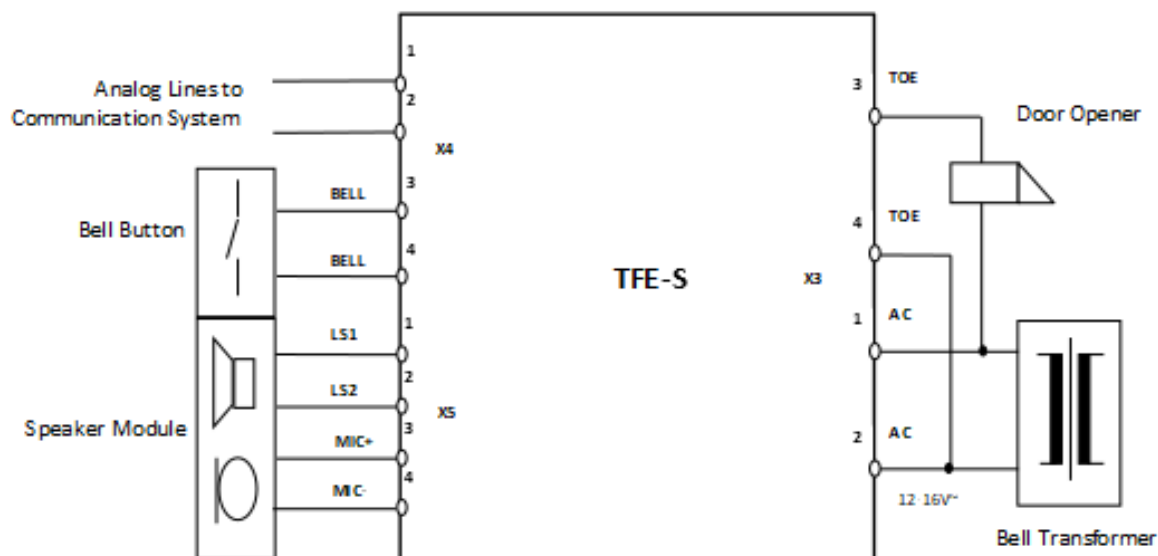 1
Analog Lines to
2
Communication System
X4
3
BELL
Bell Button
4
BELL
1
LS1
2
LS2
X5
Speaker Module
3
MIC+
4
MIC-
TFE-S
3
TOE
Door Opener
4
TOE
X3
1
AC
2
AC
12-16V~
Bell Transformer